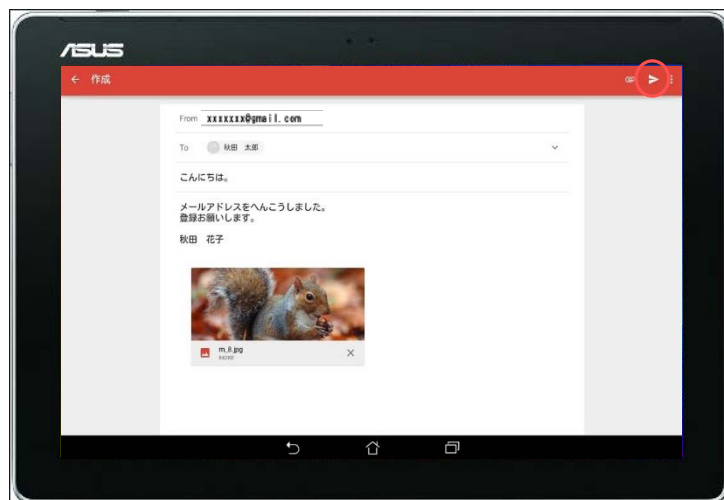 ASUS
作成
From xxxxxxx@gmail.com
To 秋田 太郎
こんにちは。
メールアドレスをへんこうしました。
登録お願いします。
秋田 花子
m_8.jpg